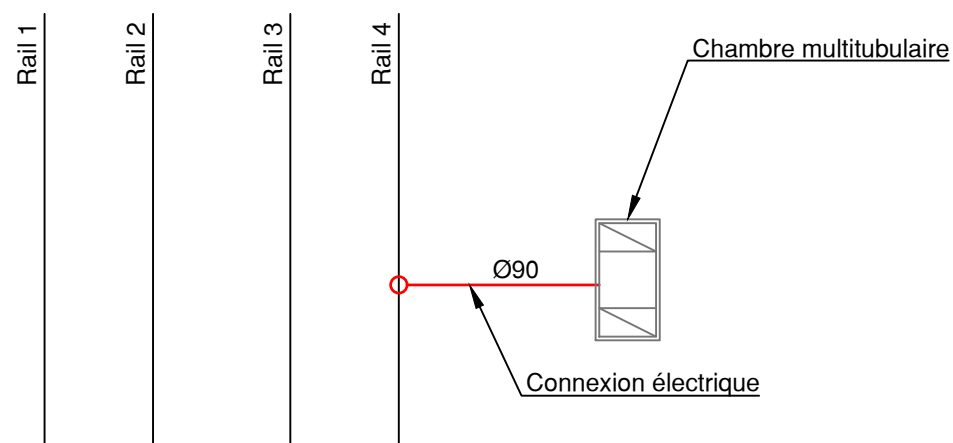 Rail 1
Rail 2
Rail 3
Rail 4
Chambre multitubulaire
Ø90
Connexion électrique